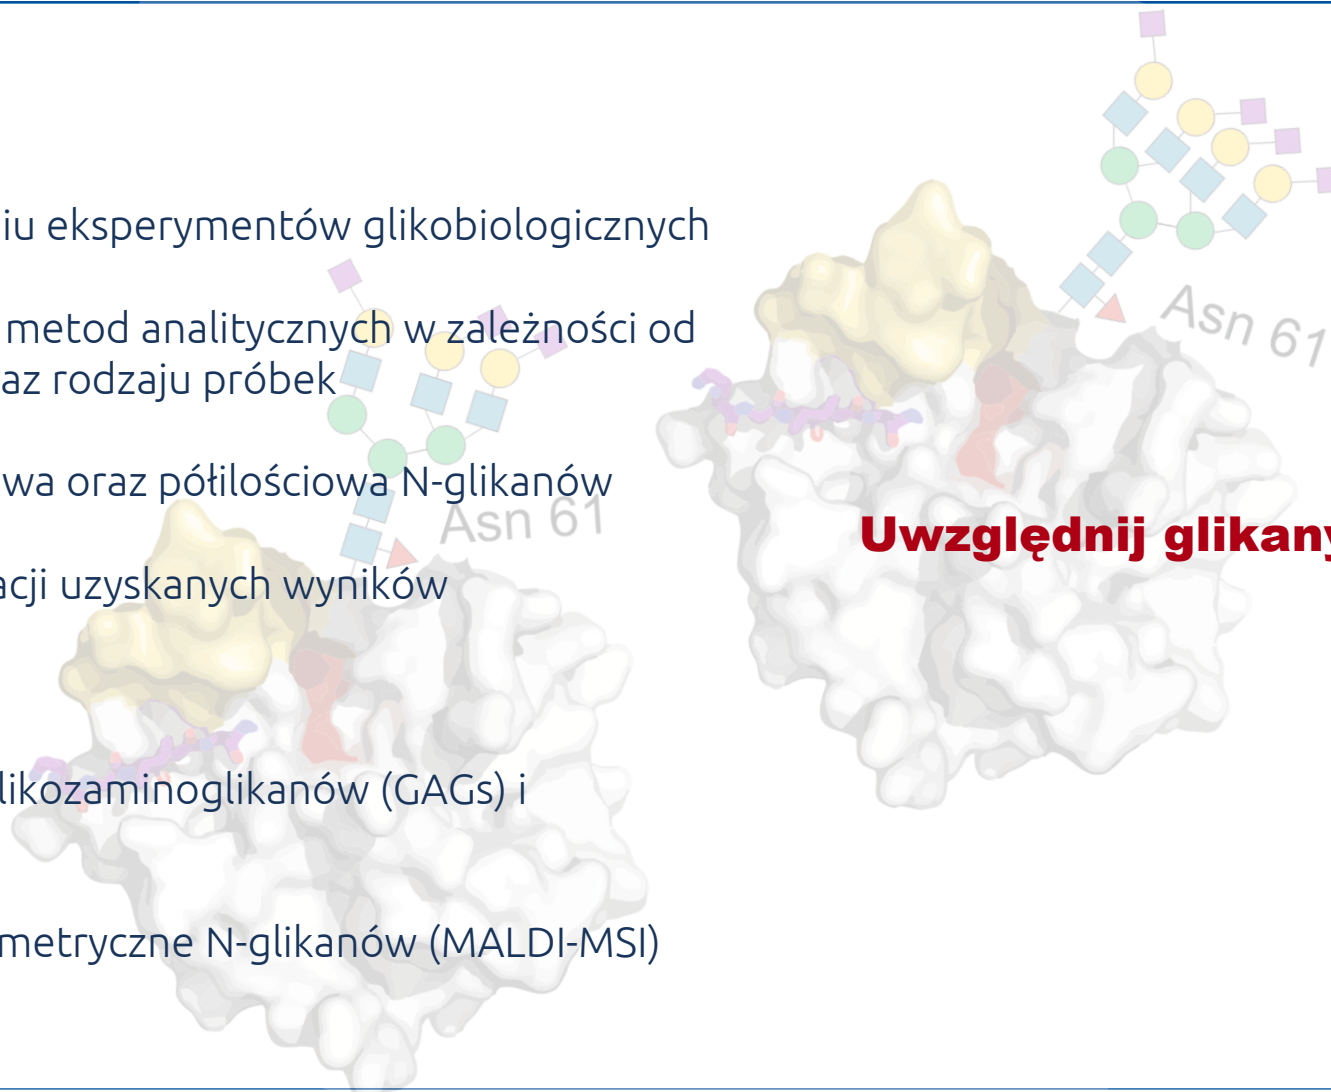 iu eksperymentów glikobiologicznych
metod analitycznych w zależności od
az rodzaju próbek
wa oraz półilościowa N-glikanów
acji uzyskanych wyników
likozaminoglikanów (GAGs) i
metryczne N-glikanów (MALDI-MSI)
Asn 61
Asn 61
Uwzględnij glikany